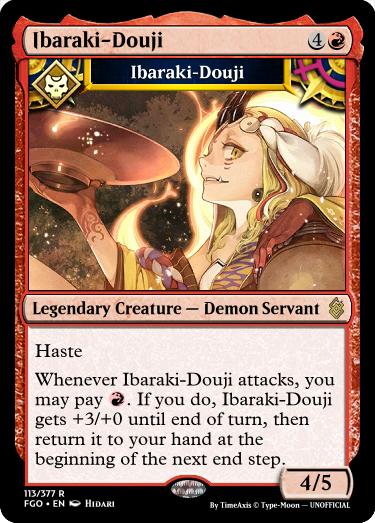 Ibaraki-Douji 4
Ibaraki-Douji
Legendary Creature — Demon Servant
Haste
Whenever Ibaraki-Douji attacks, you
may pay . If you do, Ibaraki-Douji
gets +3/+0 until end of turn, then
return it to your hand at the
beginning of the next end step.
4/5
113/377 R
FGO • EN Hidari
By TimeAxis © Type-Moon — UNOFFICIAL